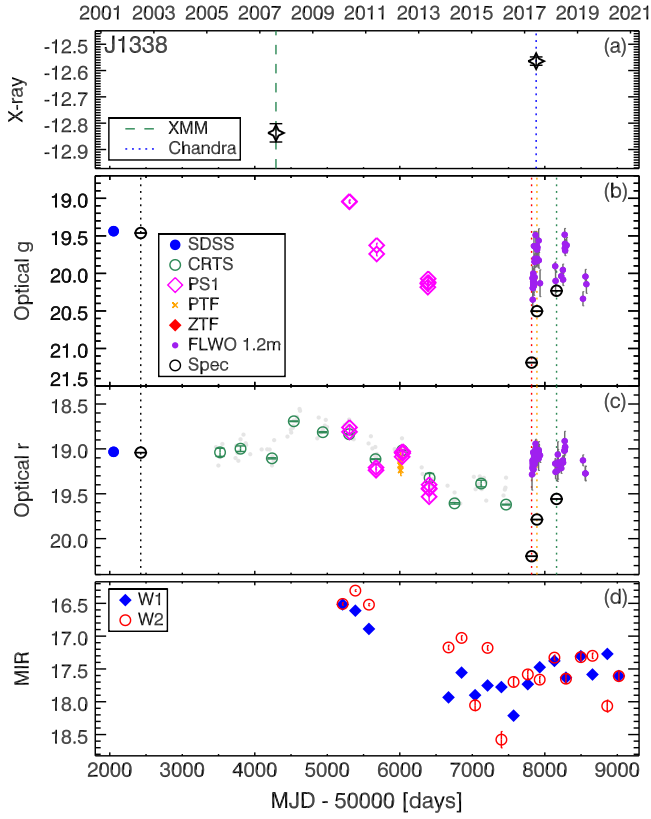 2001 2003 2005 2007 2009 2011 2013 2015 2017 2019 2021
J1338
(a)
X-ray
-12.5
-12.6
-12.7
-12.8
-12.9
XMM
Chandra
(b)
Optical g
19.0
19.5
20.0
20.5
21.0
21.5
SDSS
CRTS
PS1
PTF
ZTF
FLWO 1.2m
Spec
(c)
Optical r
18.5
19.0
19.5
20.0
(d)
MIR
16.5
17.0
17.5
18.0
18.5
W1
W2
2000 3000 4000 5000 6000 7000 8000 9000
MJD - 50000 [days]